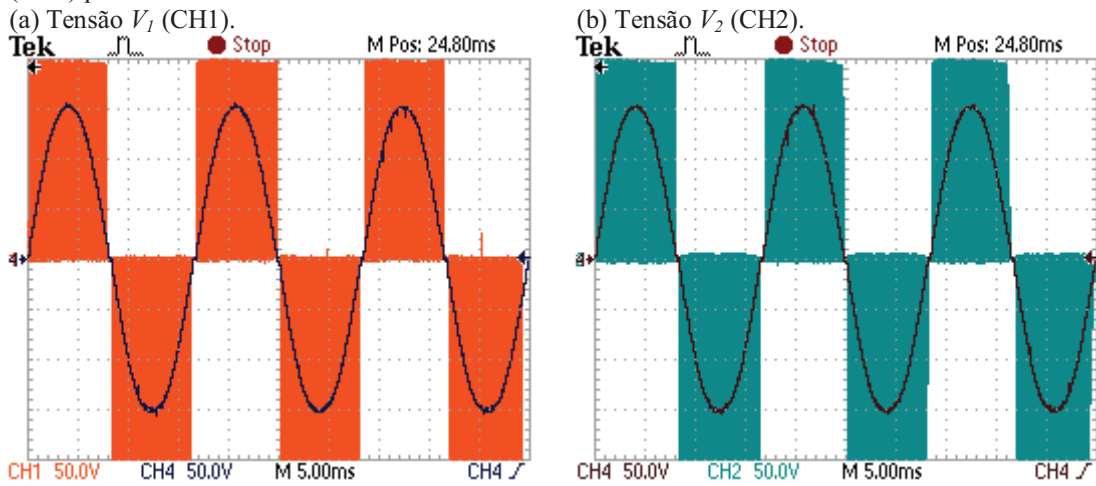 (a) Tensão V1 (CH1).
Tek Stop M Pos: 24.80ms
CH1 50.0V CH4 50.0V M 5.00ms CH4
(b) Tensão V2 (CH2).
Tek Stop M Pos: 24.80ms
CH4 50.0V CH2 50.0V M 5.00ms CH4